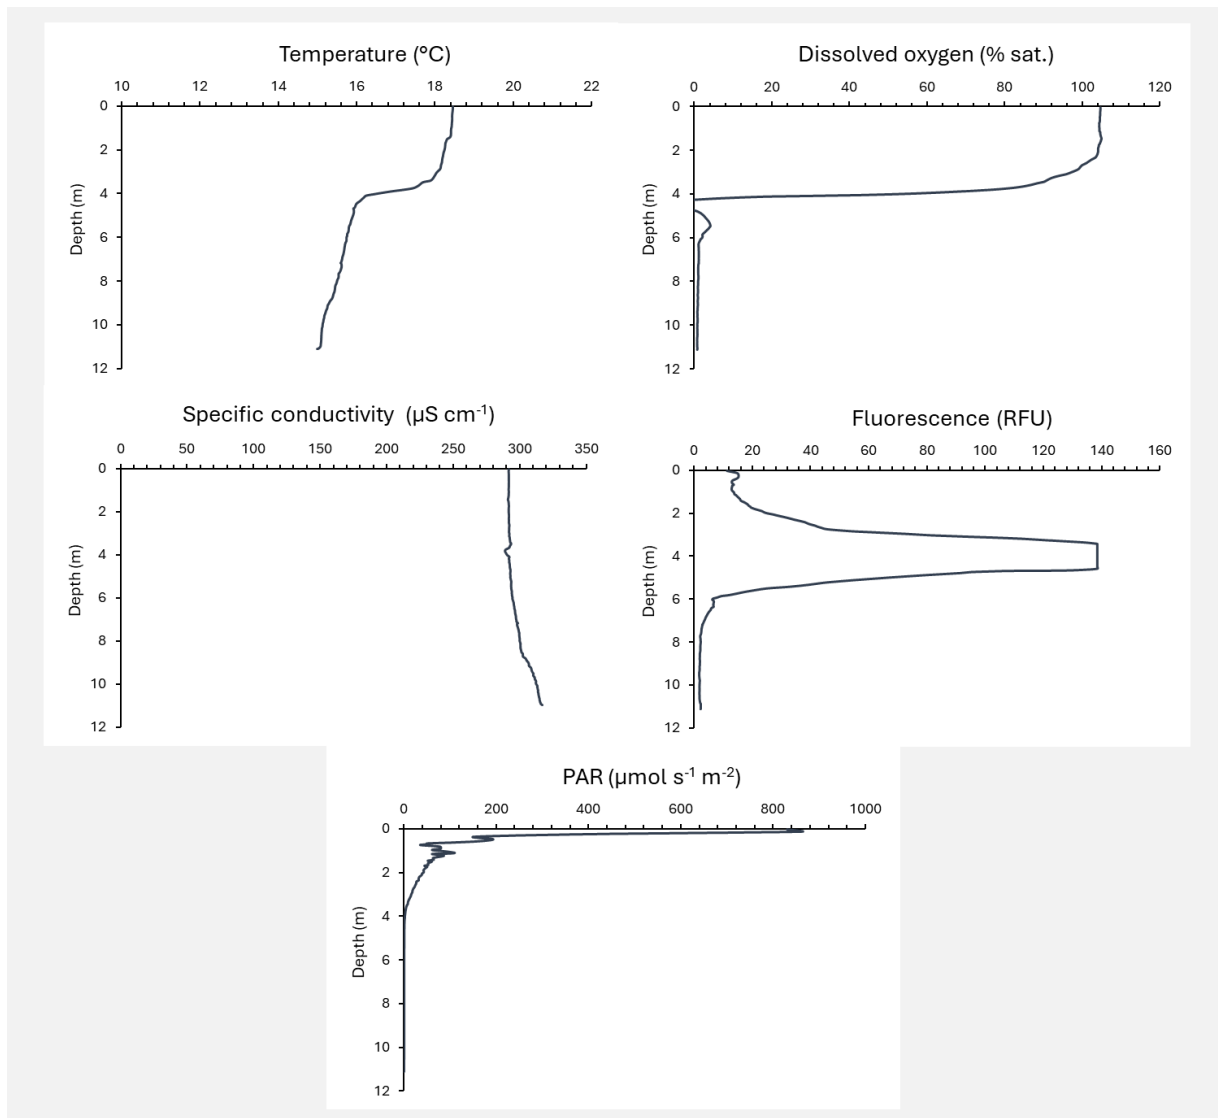 Temperature (°C)
10 12 14 16 18 20 22
0
2
4
6
8
10
12
Depth (m)
Dissolved oxygen (% sat.)
0 20 40 60 80 100 120
0
2
4
6
8
10
12
Depth (m)
Specific conductivity (µS cm-1)
0 50 100 150 200 250 300 350
0
2
4
6
8
10
12
Depth (m)
Fluorescence (RFU)
0 20 40 60 80 100 120 140 160
0
2
4
6
8
10
12
Depth (m)
PAR (µmol s-1 m-2)
0 200 400 600 800 1000
0
2
4
6
8
10
12
Depth (m)